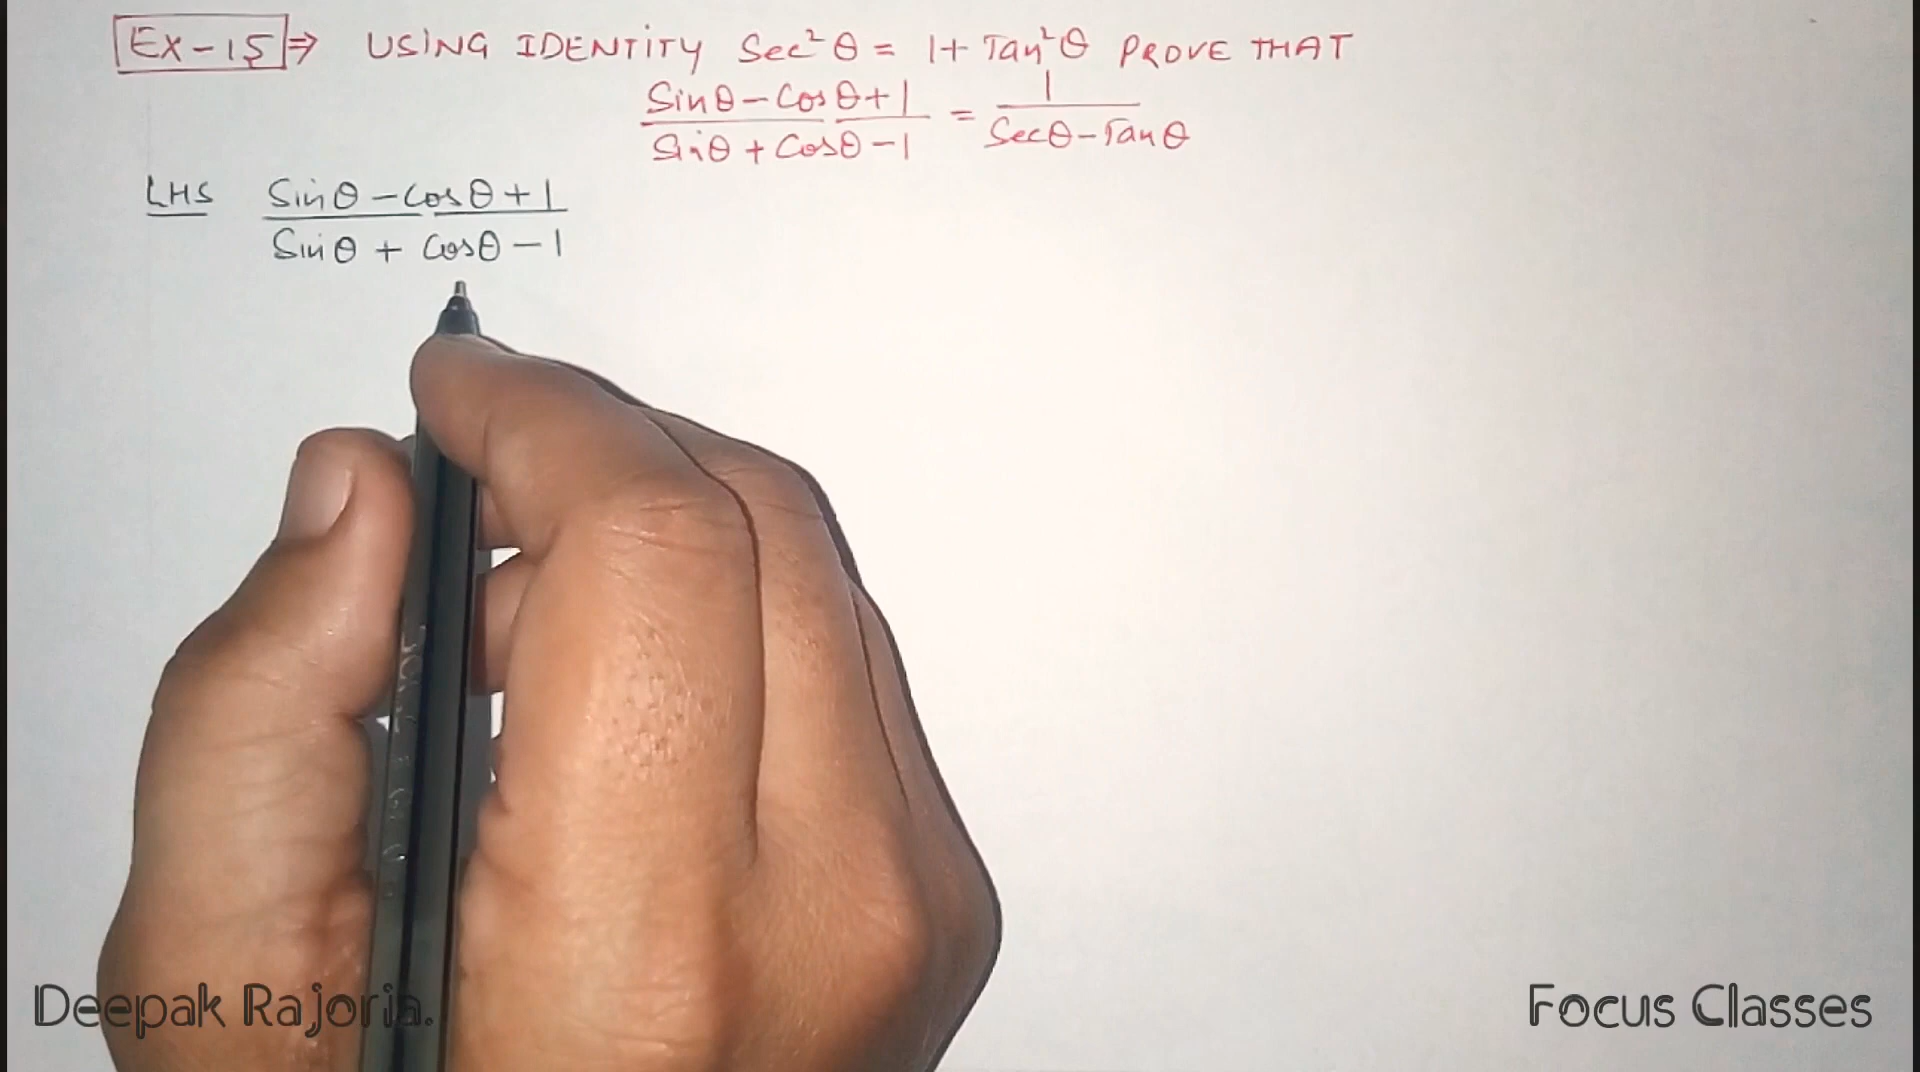 Ex-15 ⇒ USING IDENTITY Sec²θ = 1+ Tan²θ PROVE THAT
Sinθ-Cosθ+1 / Sinθ+Cosθ-1 = 1 / Secθ-Tanθ
LHS Sinθ-Cosθ+1 / Sinθ+Cosθ-1
Deepak Rajoria.
Focus Classes